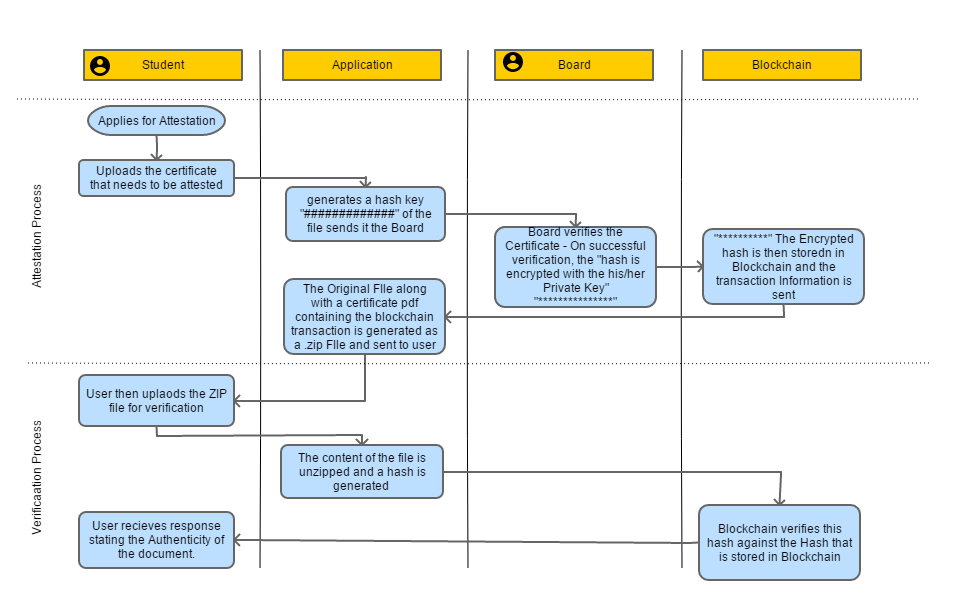 Student
Application
Board
Blockchain
Attestation Process
Applies for Attestation
Uploads the certificate
that needs to be attested
generates a hash key
"#############" of the
file sends it the Board
Board verifies the
Certificate - On successful
verification, the "hash is
encrypted with the his/her
Private Key"
"***************"
"**********" The Encrypted
hash is then storedn in
Blockchain and the
transaction Information is
sent
The Original FIle along
with a certificate pdf
containing the blockchain
transaction is generated as
a .zip FIle and sent to user
Verificaation Process
User then uplaods the ZIP
file for verification
The content of the file is
unzipped and a hash is
generated
Blockchain verifies this
hash against the Hash that
is stored in Blockchain
User recieves response
stating the Authenticity of
the document.